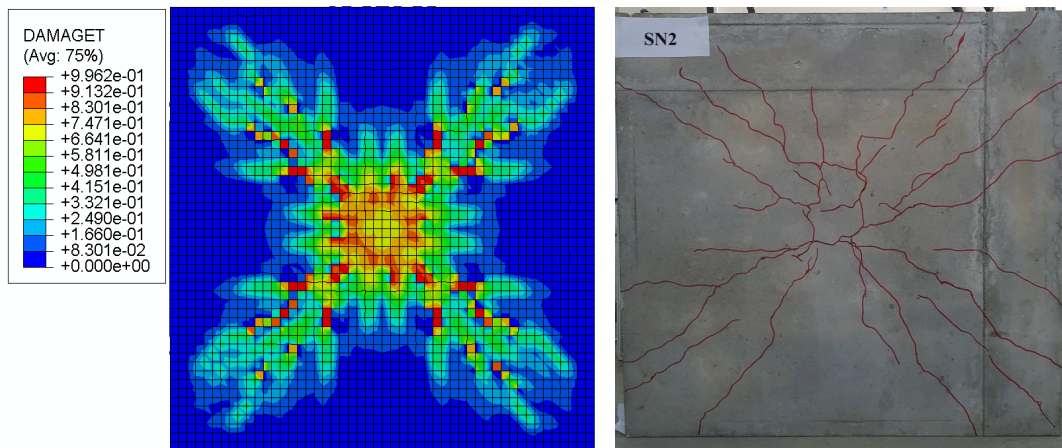 DAMAGET
(Avg: 75%)
+9.962e-01
+9.132e-01
+8.301e-01
+7.471e-01
+6.641e-01
+5.811e-01
+4.981e-01
+4.151e-01
+3.321e-01
+2.490e-01
+1.660e-01
+8.301e-02
+0.000e+00
SN2